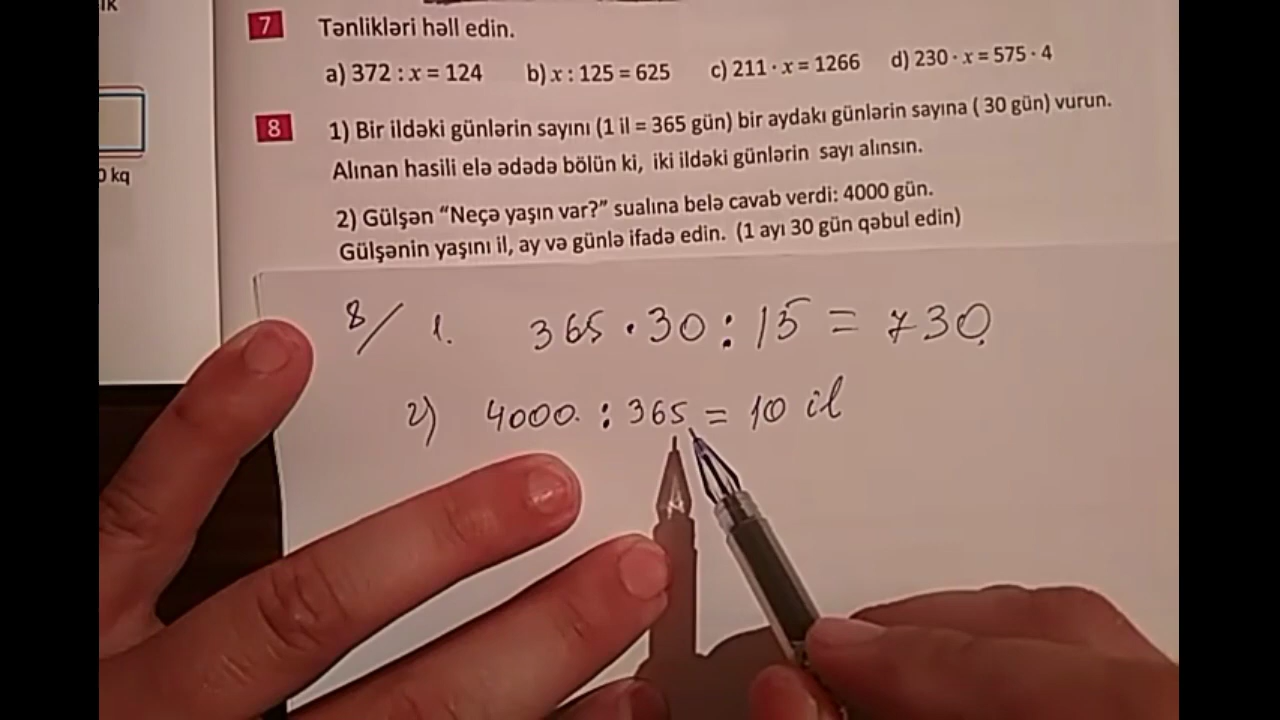 IK
7 Tənlikləri həll edin.
a) 372 : x = 124 b) x : 125 = 625 c) 211 · x = 1266 d) 230 · x = 575 · 4
8 1) Bir ildəki günlərin sayını (1 il = 365 gün) bir aydakı günlərin sayına ( 30 gün) vurun.
Alınan hasili elə ədədə bölün ki, iki ildəki günlərin sayı alınsın.
0 kq
2) Gülşən “Neçə yaşın var?” sualına belə cavab verdi: 4000 gün.
Gülşənin yaşını il, ay və günlə ifadə edin. (1 ayı 30 gün qəbul edin)
8/ 1. 365 · 30 : 15 = 730
2) 4000 : 365 = 10 il